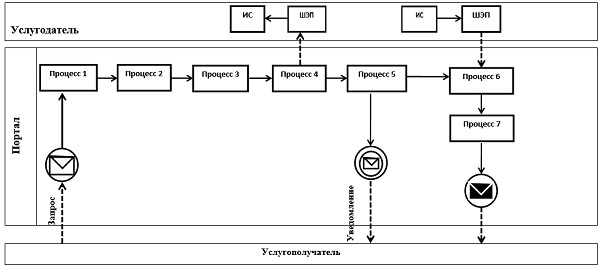 Услугодатель
ИС
ШЭП
ИС
ШЭП
Портал
Процесс 1
Процесс 2
Процесс 3
Процесс 4
Процесс 5
Процесс 6
Процесс 7
Запрос
Уведомление
Услугополучатель